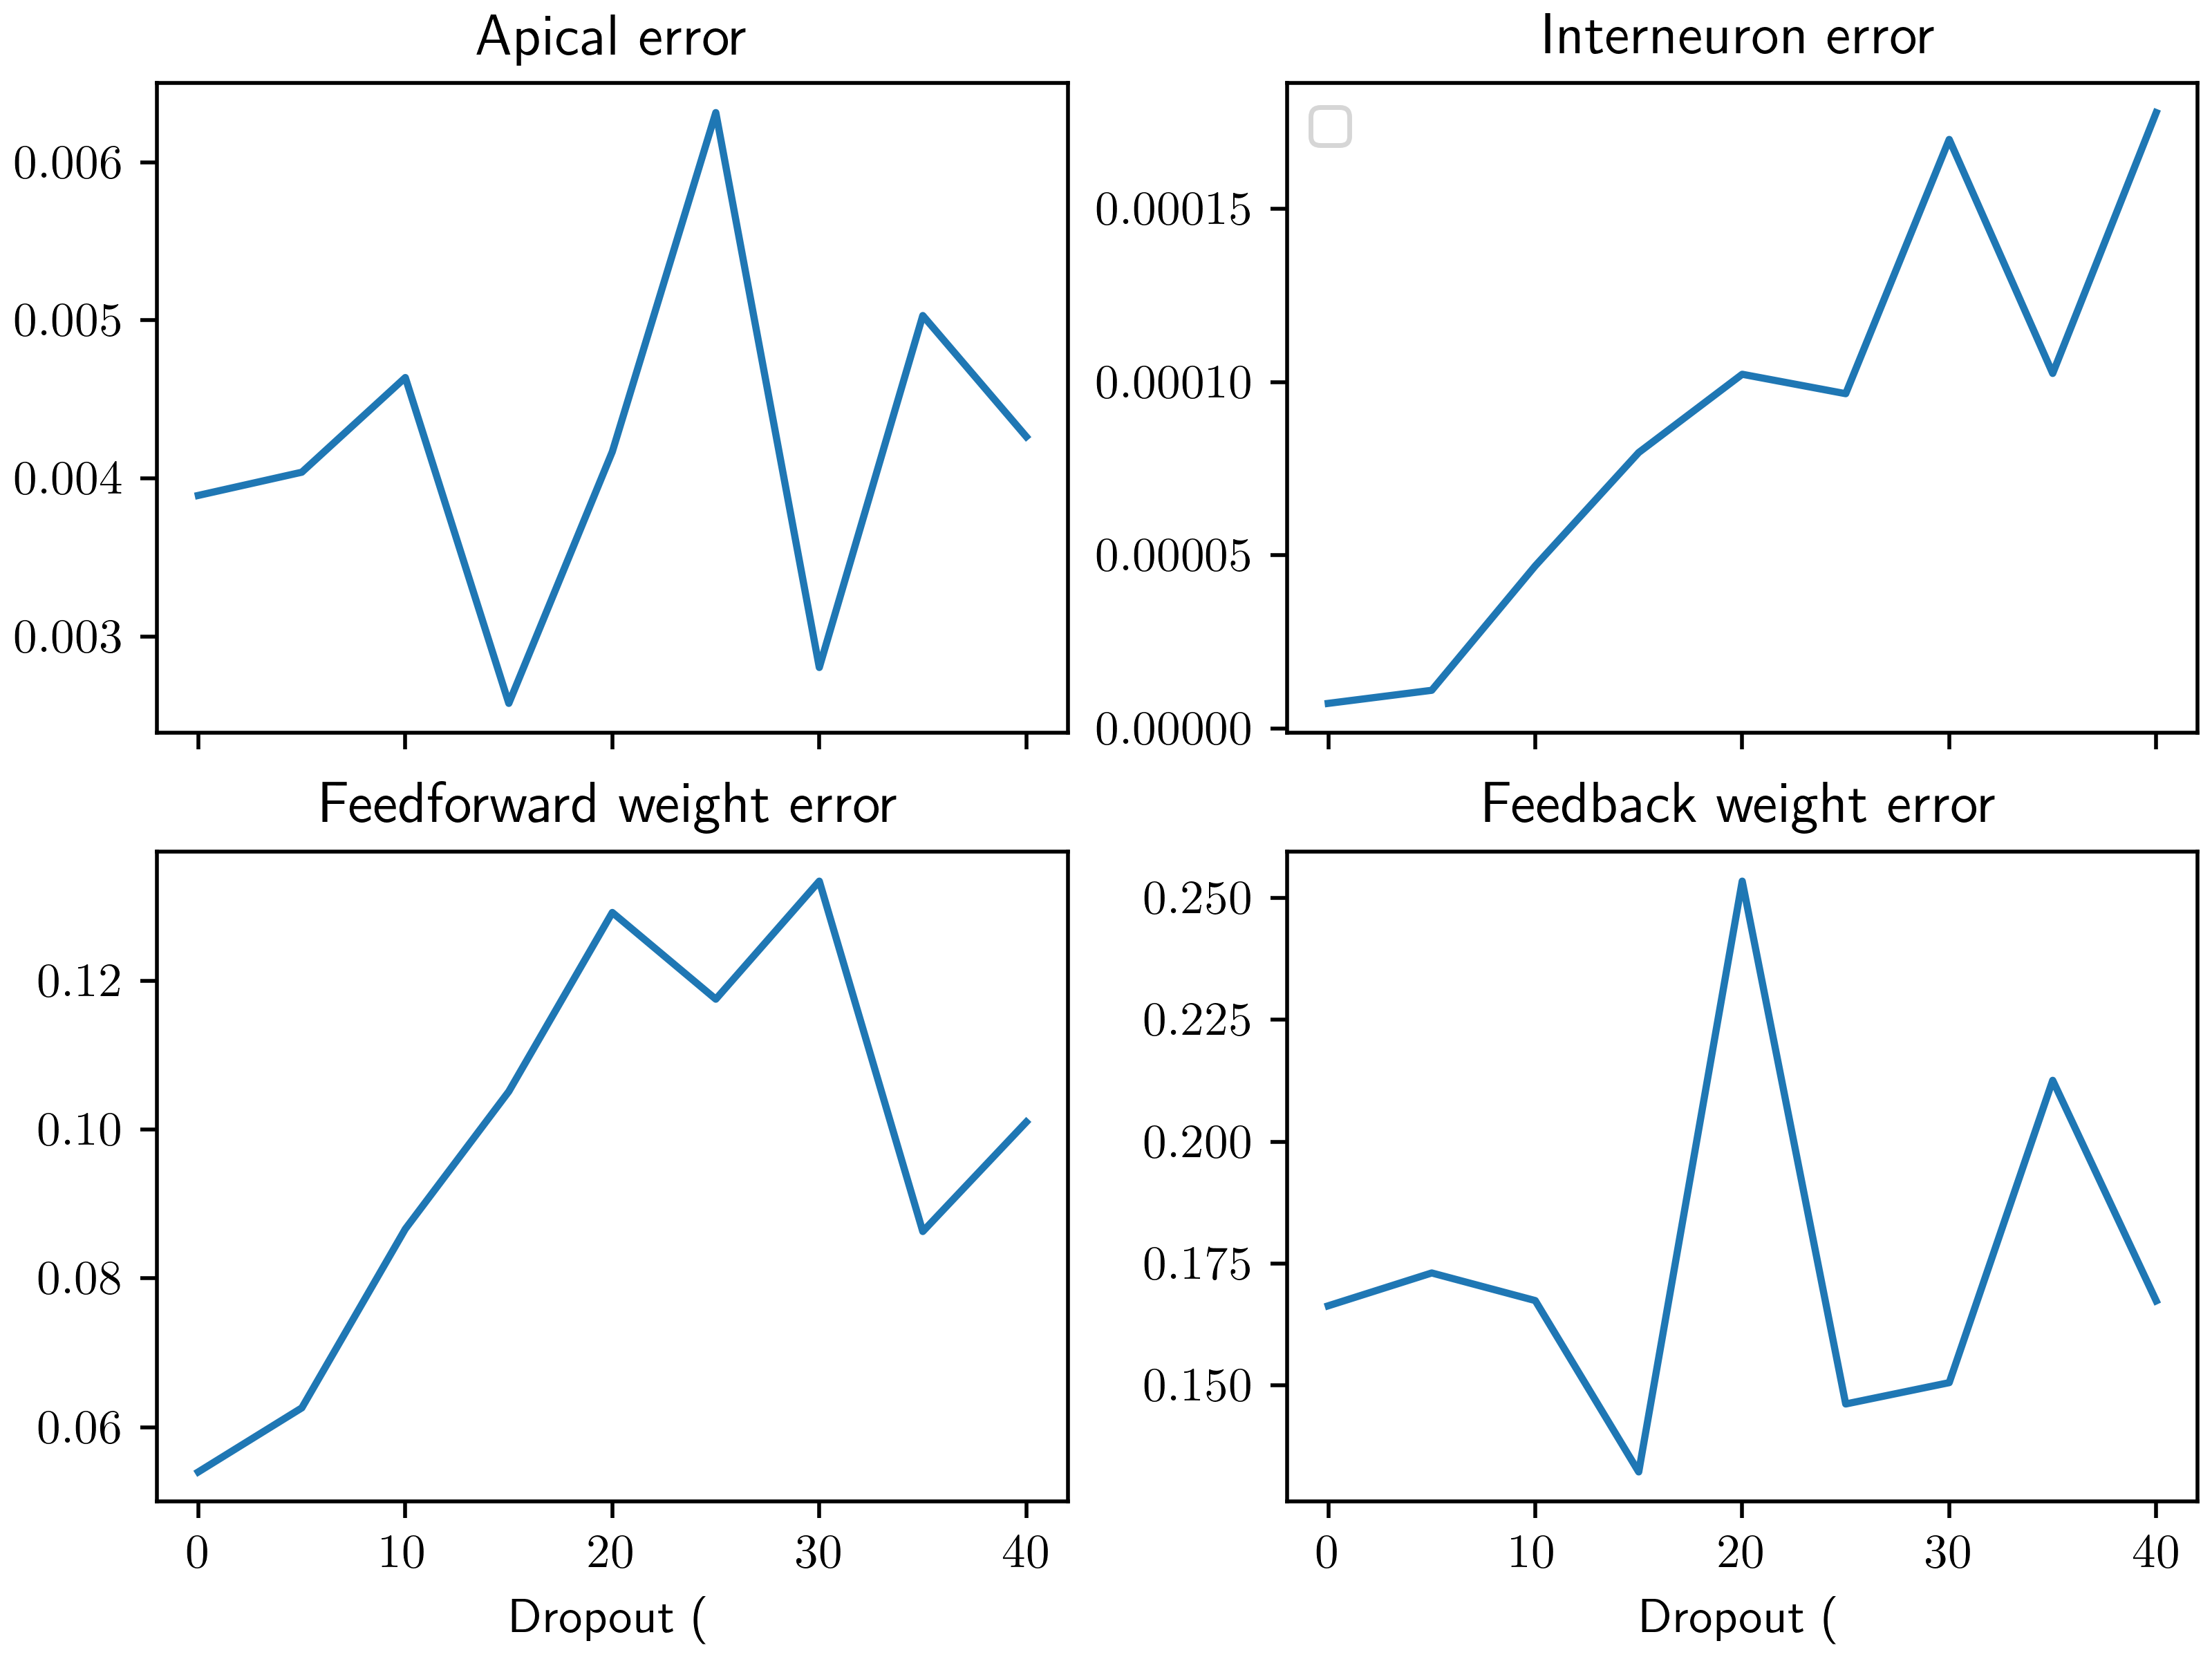 Apical error
Interneuron error
0.006
0.005
0.004
0.003
0.00015
0.00010
0.00005
0.00000
Feedforward weight error
Feedback weight error
0.12
0.10
0.08
0.06
0.250
0.225
0.200
0.175
0.150
0 10 20 30 40
0 10 20 30 40
Dropout (
Dropout (